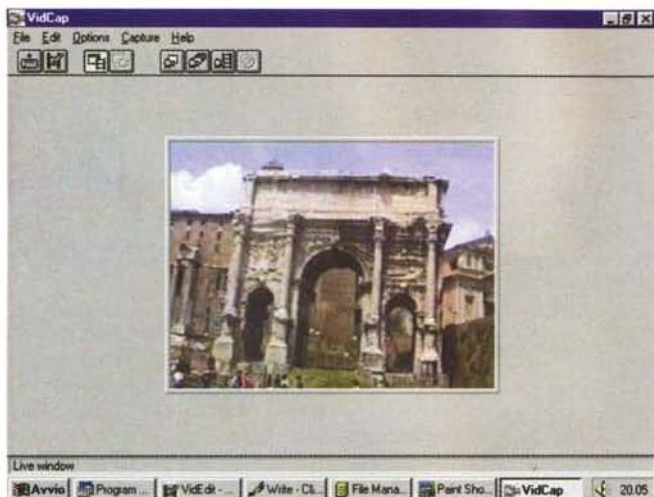 VidCap
File Edit Options Capture Help
Live window
Avvio Program ... VidEdit - ... Write - Cli... File Mana... Paint Sho... VidCap 20.05